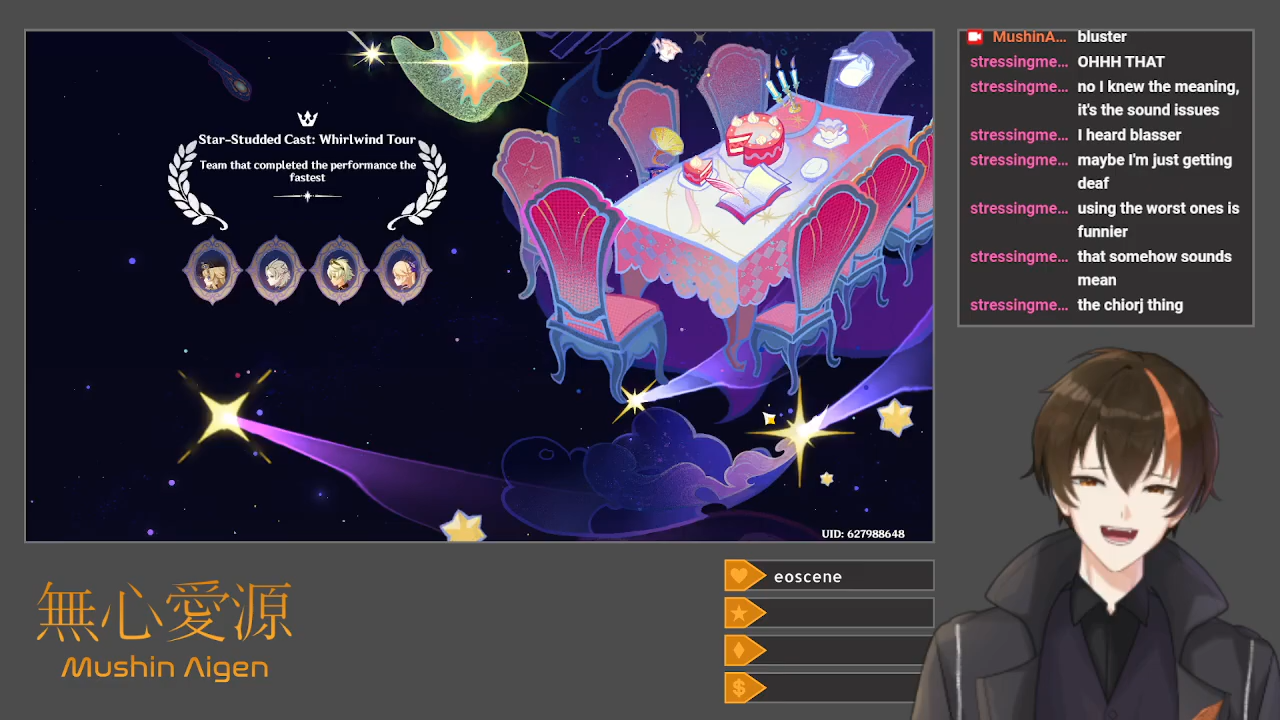 Star-Studded Cast: Whirlwind Tour
Team that completed the performance the
fastest
UID: 627988648
MushinA... bluster
stressingme... OHHH THAT
stressingme... no I knew the meaning,
it's the sound issues
stressingme... I heard blasser
stressingme... maybe I'm just getting
deaf
stressingme... using the worst ones is
funnier
stressingme... that somehow sounds
mean
stressingme... the chiorj thing
無心愛源
Mushin Aigen
eoscene
$